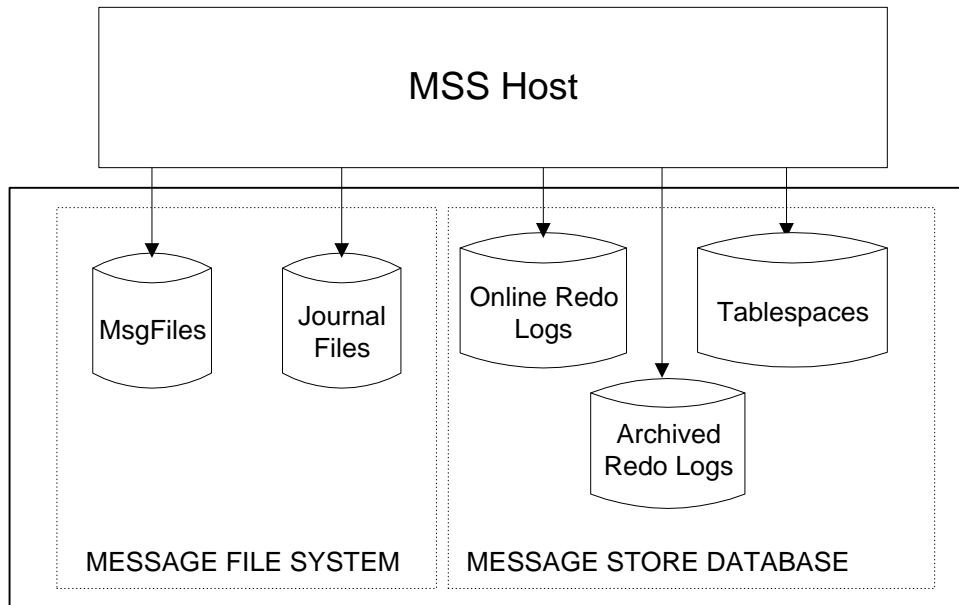 MSS Host
MsgFiles
Journal
Files
Online Redo
Logs
Tablespaces
Archived
Redo Logs
MESSAGE FILE SYSTEM
MESSAGE STORE DATABASE